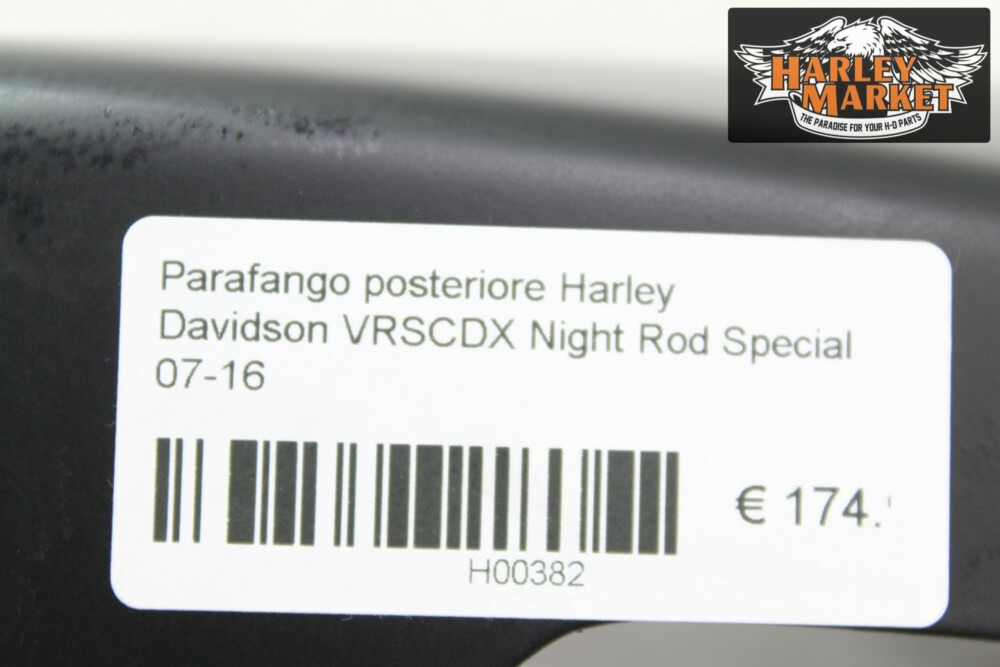 HARLEY
MARKET
THE PARADISE FOR YOUR H-D PARTS
Parafango posteriore Harley
Davidson VRSCDX Night Rod Special
07-16
€ 174.
H00382